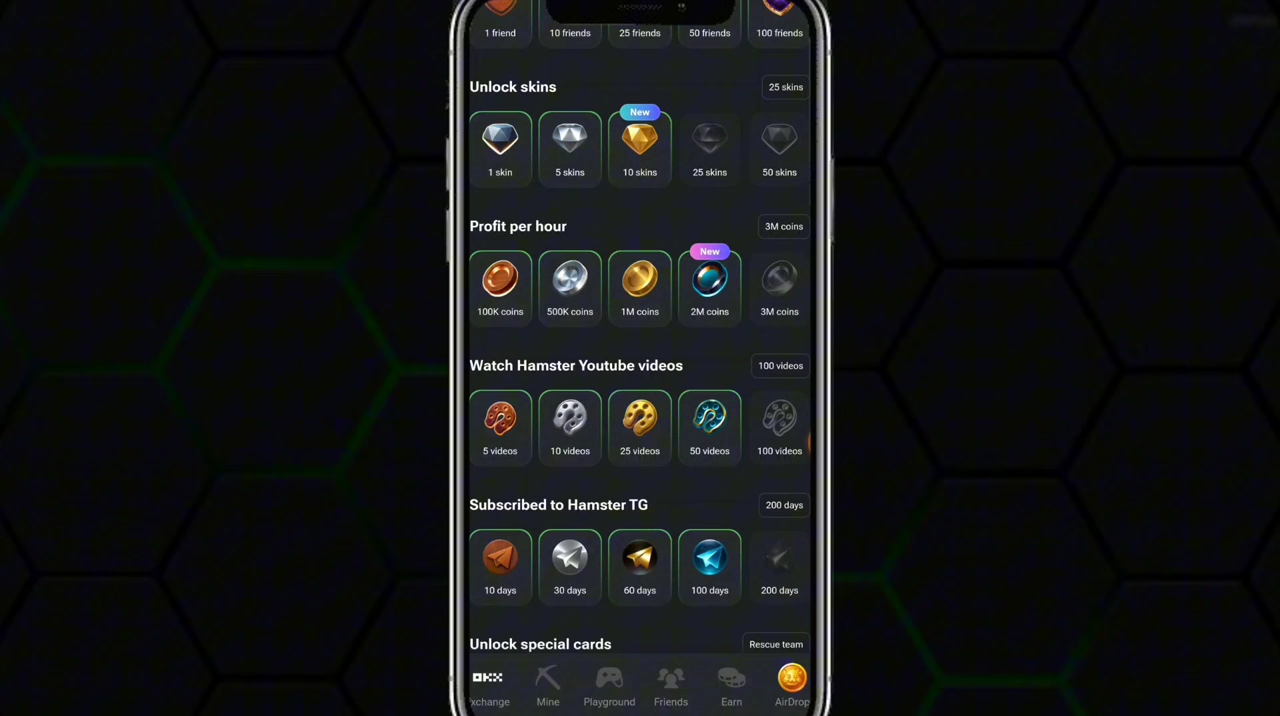 1 friend 10 friends 25 friends 50 friends 100 friends
Unlock skins 25 skins
New
1 skin 5 skins 10 skins 25 skins 50 skins
Profit per hour 3M coins
New
100K coins 500K coins 1M coins 2M coins 3M coins
Watch Hamster Youtube videos 100 videos
5 videos 10 videos 25 videos 50 videos 100 videos
Subscribed to Hamster TG 200 days
10 days 30 days 60 days 100 days 200 days
Unlock special cards Rescue team
OKX
xchange Mine Playground Friends Earn AirDrop